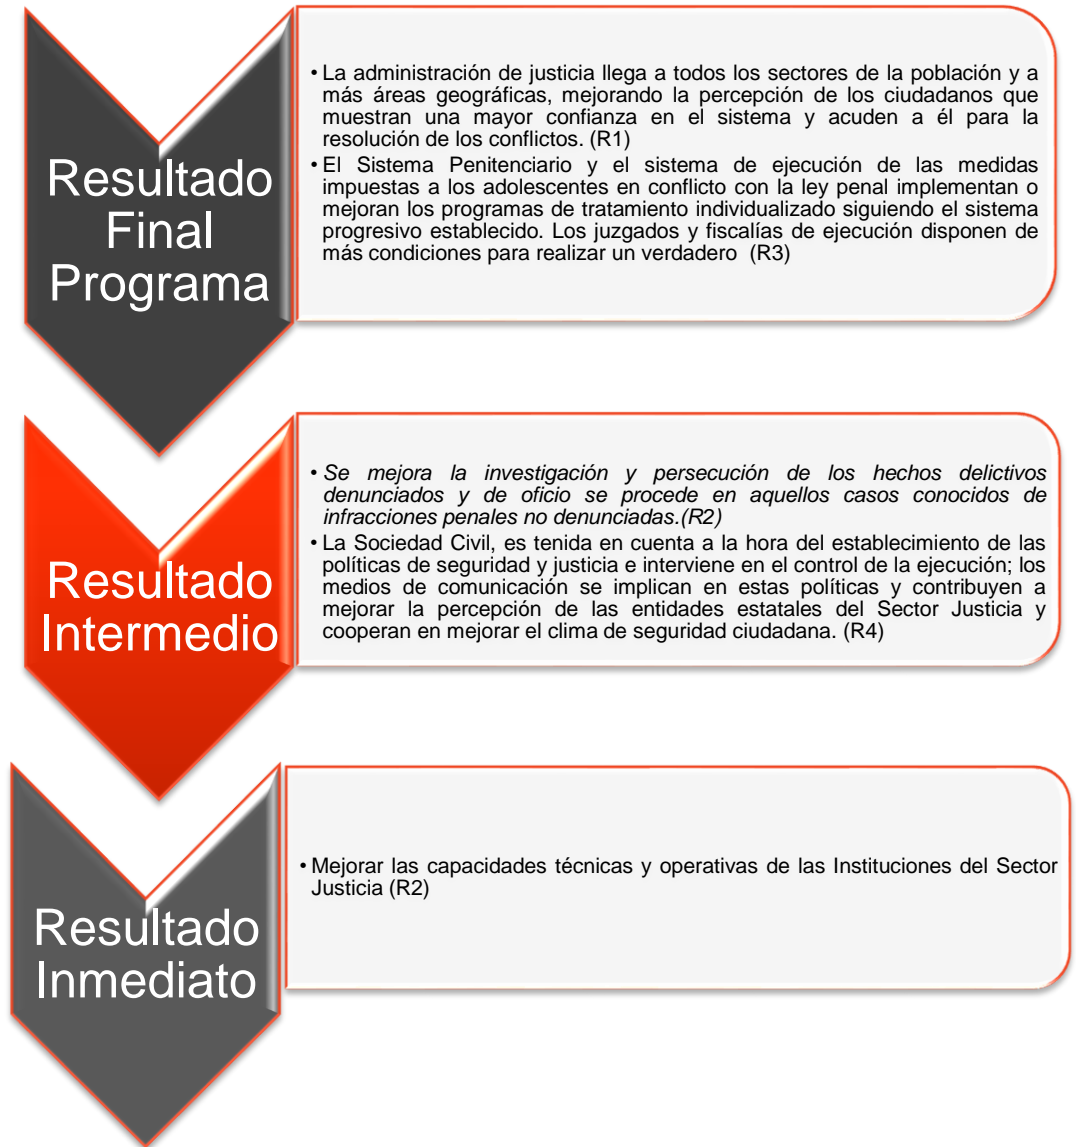 Resultado
Final
Programa
• La administración de justicia llega a todos los sectores de la población y a
más áreas geográficas, mejorando la percepción de los ciudadanos que
muestran una mayor confianza en el sistema y acuden a él para la
resolución de los conflictos. (R1)
• El Sistema Penitenciario y el sistema de ejecución de las medidas
impuestas a los adolescentes en conflicto con la ley penal implementan o
mejoran los programas de tratamiento individualizado siguiendo el sistema
progresivo establecido. Los juzgados y fiscalías de ejecución disponen de
más condiciones para realizar un verdadero (R3)
Resultado
Intermedio
• Se mejora la investigación y persecución de los hechos delictivos
denunciados y de oficio se procede en aquellos casos conocidos de
infracciones penales no denunciadas.(R2)
• La Sociedad Civil, es tenida en cuenta a la hora del establecimiento de las
políticas de seguridad y justicia e interviene en el control de la ejecución; los
medios de comunicación se implican en estas políticas y contribuyen a
mejorar la percepción de las entidades estatales del Sector Justicia y
cooperan en mejorar el clima de seguridad ciudadana. (R4)
Resultado
Inmediato
• Mejorar las capacidades técnicas y operativas de las Instituciones del Sector
Justicia (R2)